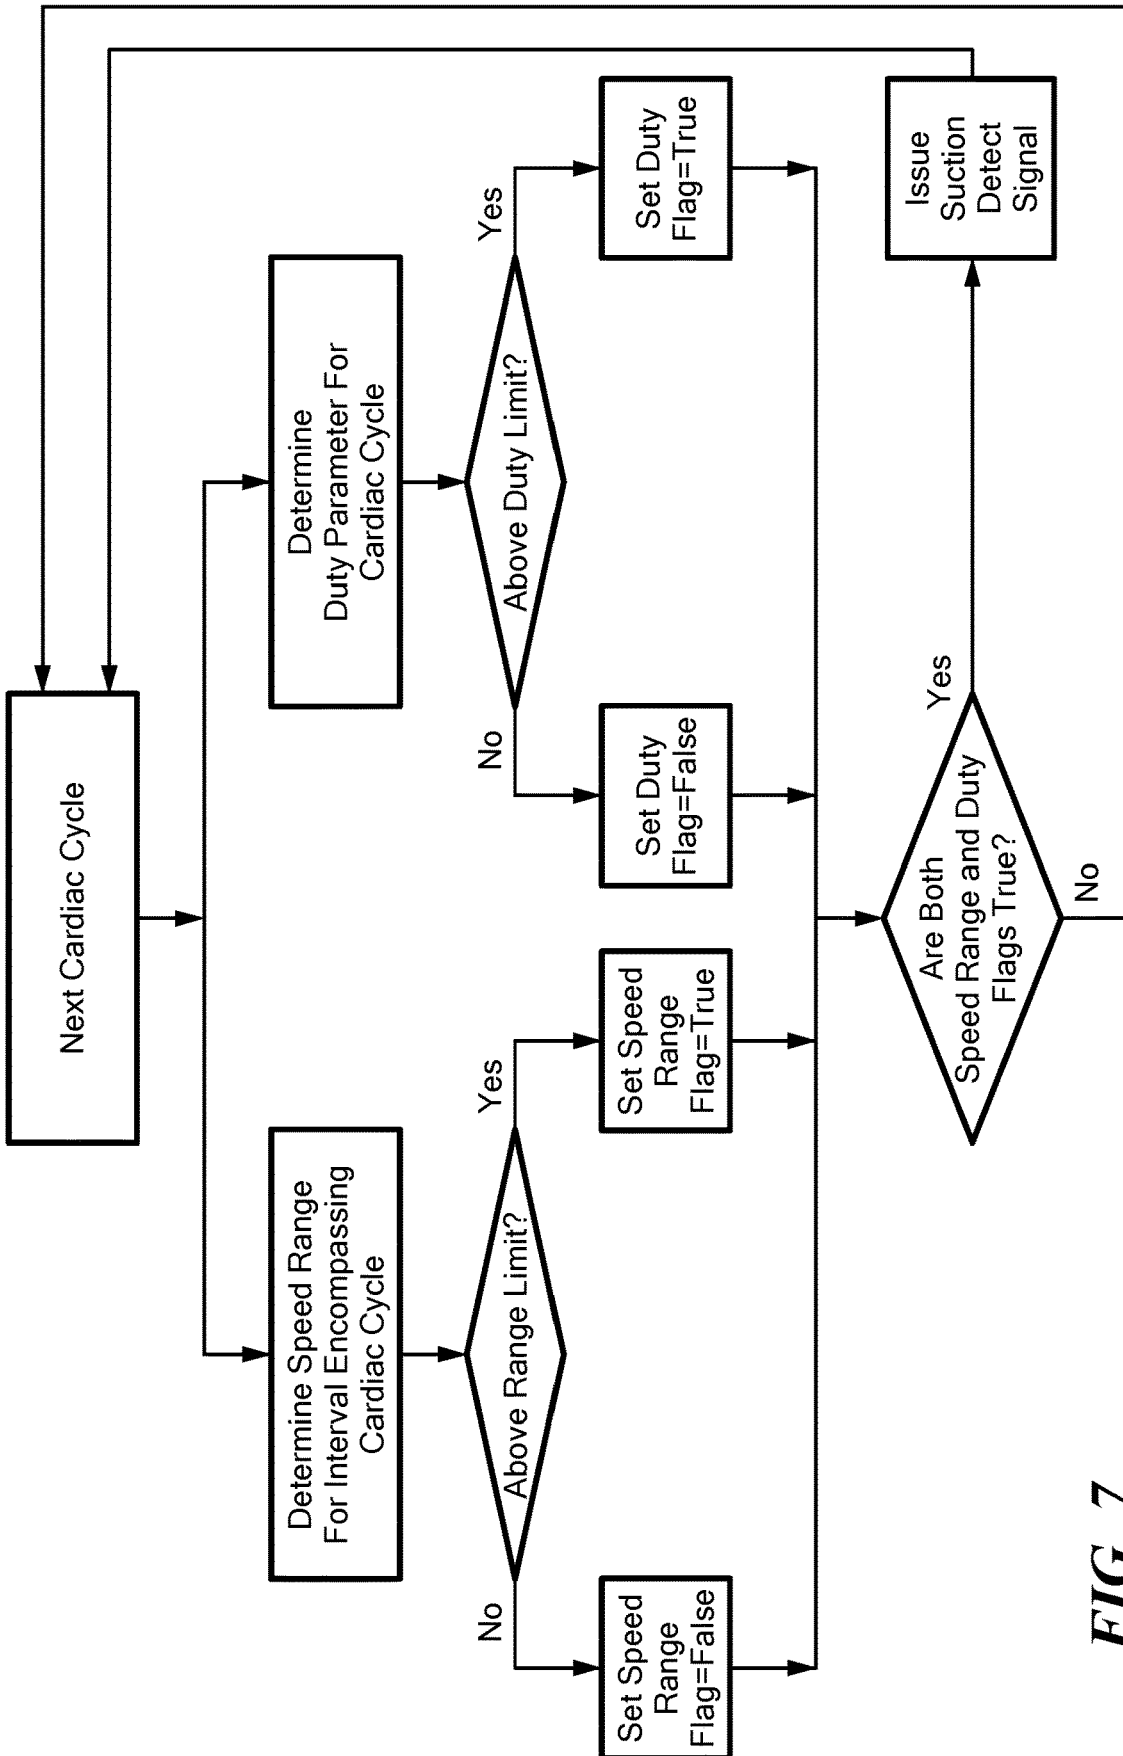 Next Cardiac Cycle
Determine Speed Range
For Interval Encompassing
Cardiac Cycle
Determine
Duty Parameter For
Cardiac Cycle
Above Range Limit?
Above Duty Limit?
No
Yes
No
Yes
Set Speed
Range
Flag=False
Set Speed
Range
Flag=True
Set Duty
Flag=False
Set Duty
Flag=True
Are Both
Speed Range and Duty
Flags True?
Yes
No
Issue
Suction
Detect
Signal
FIG. 7